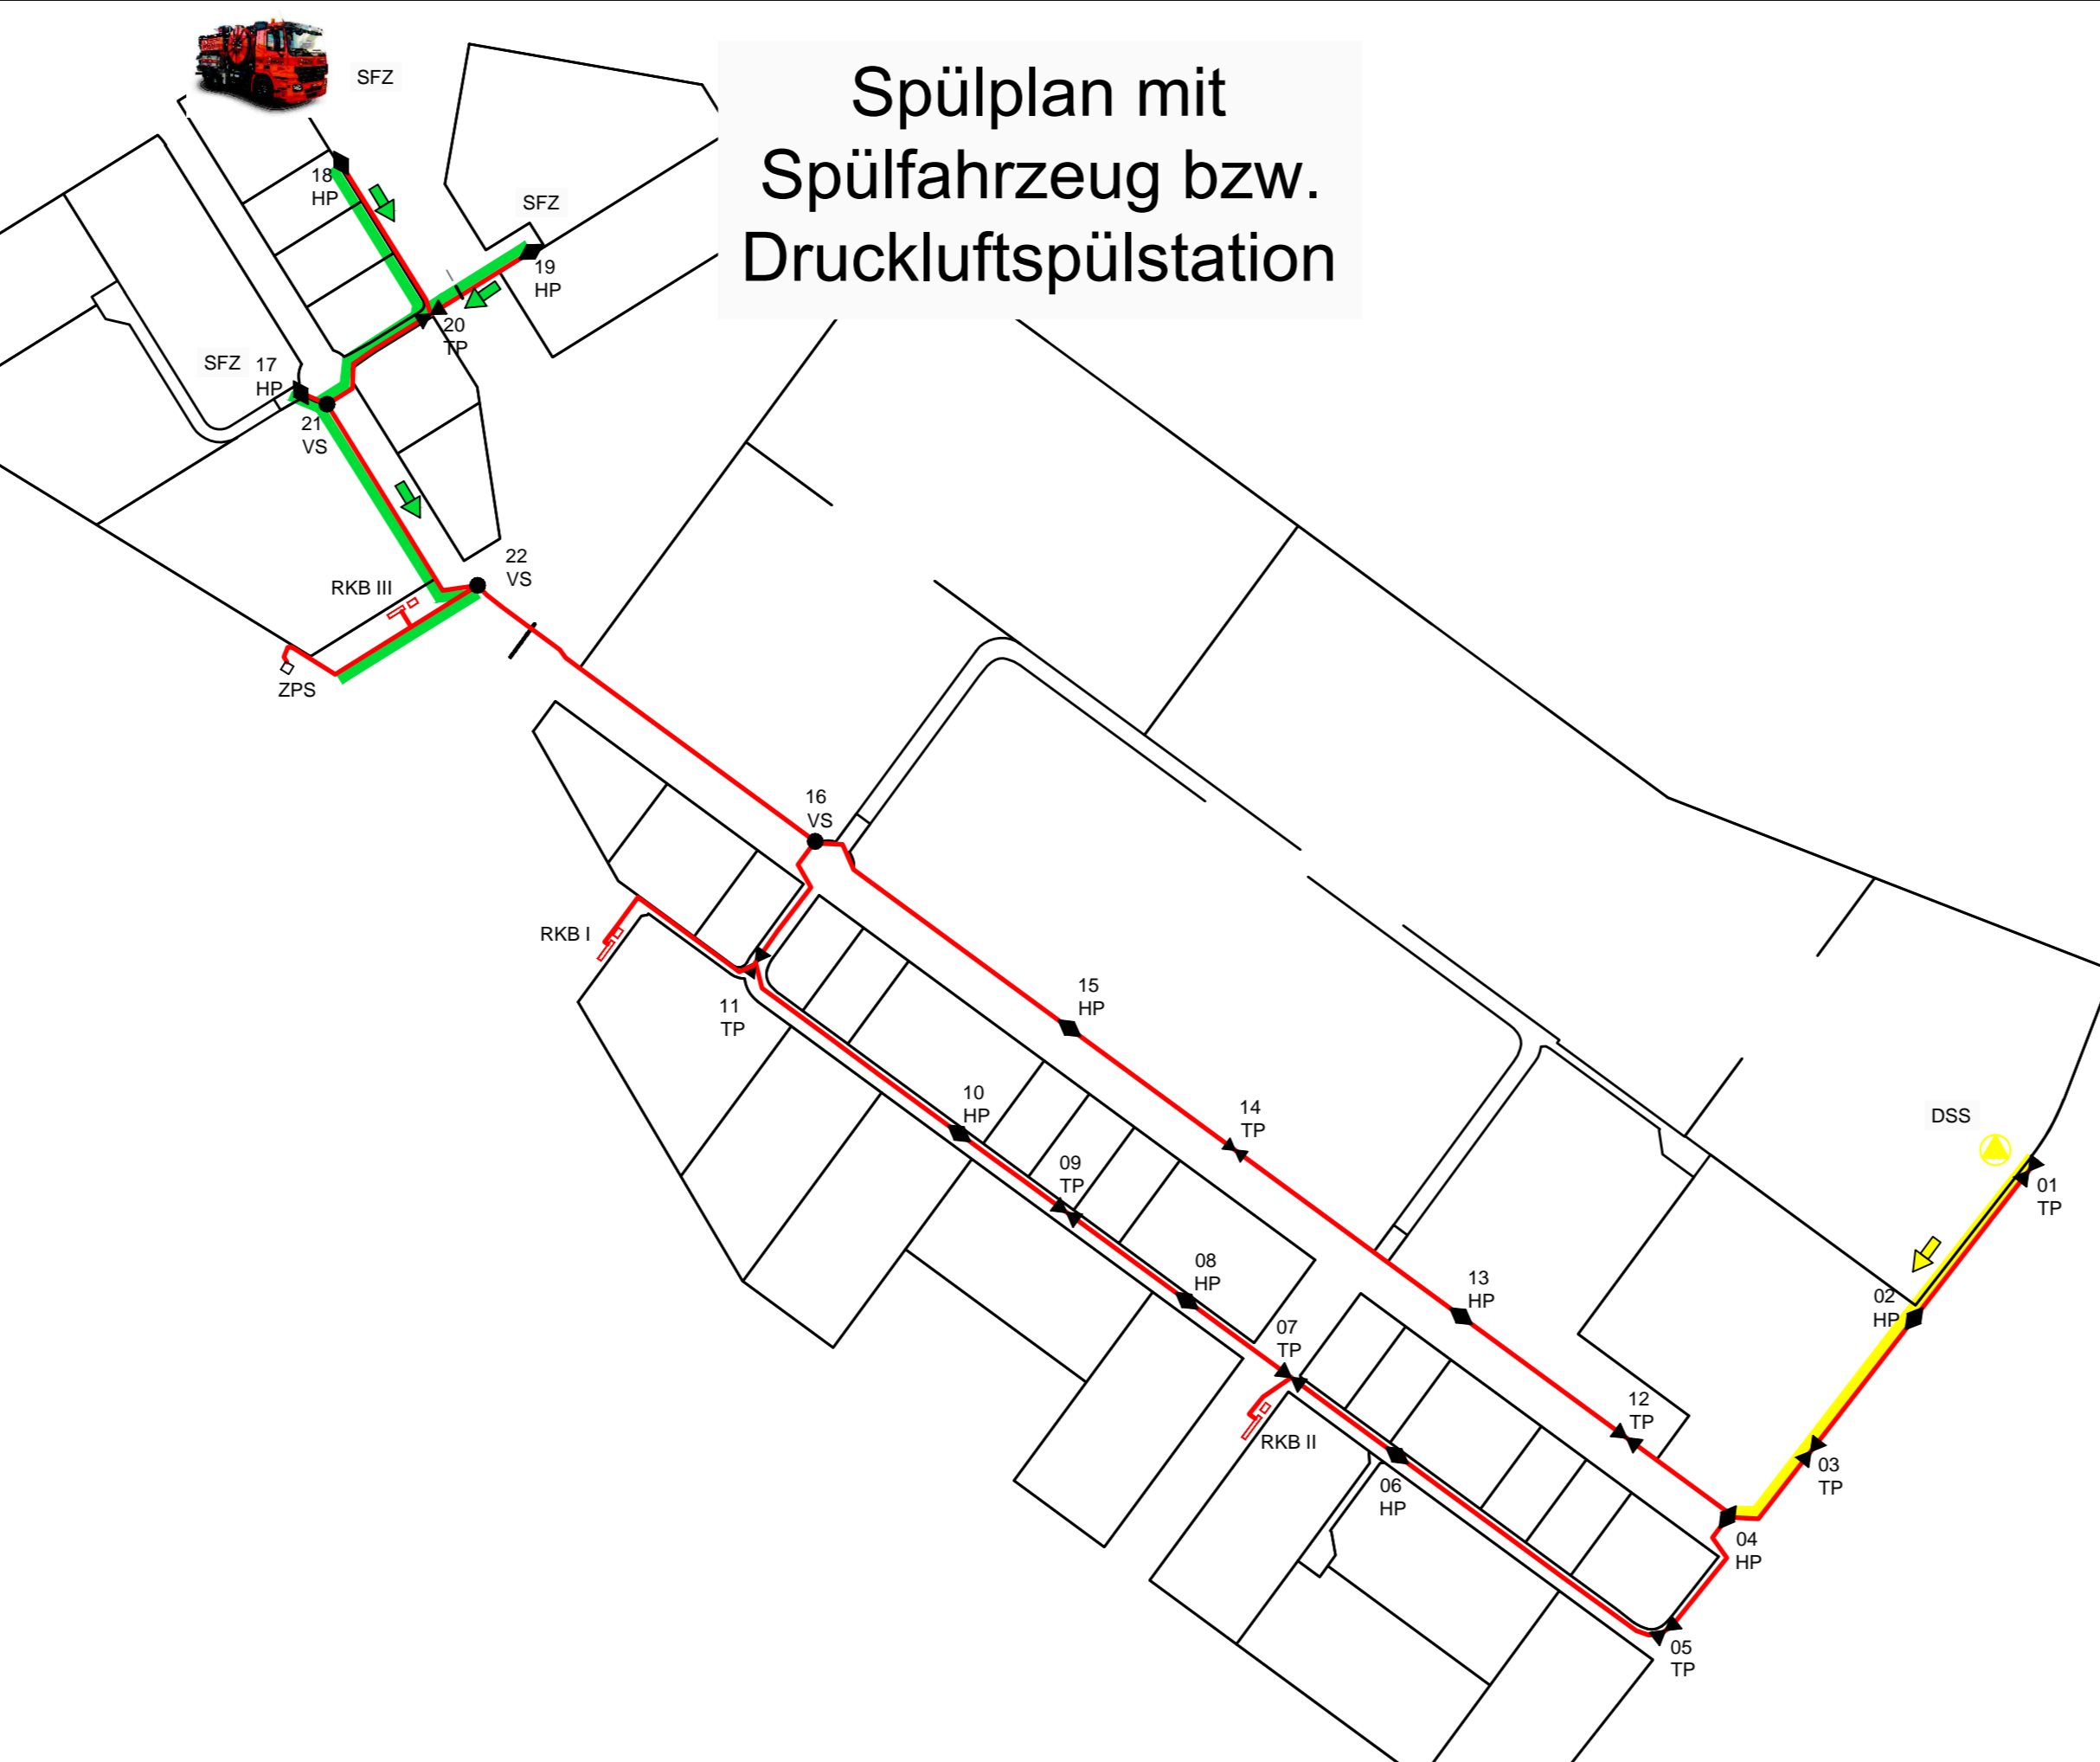 Spülplan mit
Spülfahrzeug bzw.
Druckluftspülstation
SFZ
18
HP
SFZ
19
HP
20
TP
SFZ
17
HP
21
VS
22
VS
RKB III
ZPS
16
VS
RKB I
11
TP
15
HP
10
HP
14
TP
09
TP
DSS
01
TP
08
HP
13
HP
02
HP
07
TP
12
TP
RKB II
03
TP
06
HP
04
HP
05
TP